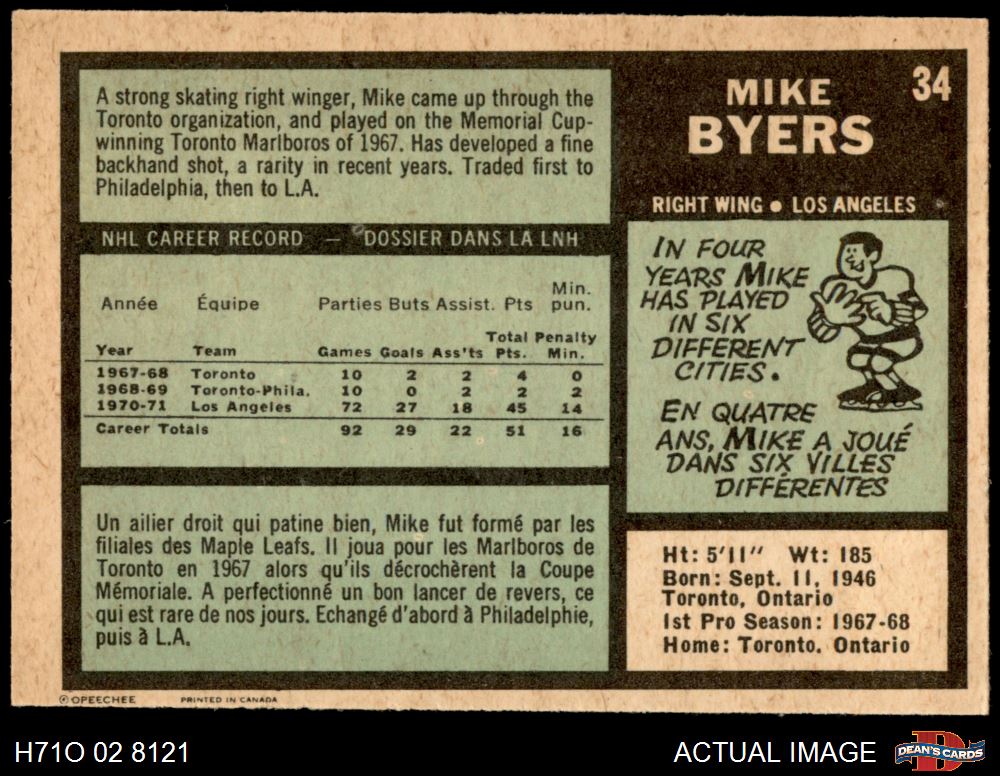 A strong skating right winger, Mike came up through the
Toronto organization, and played on the Memorial Cup-
winning Toronto Marlboros of 1967. Has developed a fine
backhand shot, a rarity in recent years. Traded first to
Philadelphia, then to L.A.
34
MIKE
BYERS
RIGHT WING ● LOS ANGELES
NHL CAREER RECORD — DOSSIER DANS LA LNH
Année Équipe Parties Buts Assist. Pts Min. pun.
Year Team Games Goals Ass'ts Total Pts. Penalty Min.
1967-68 Toronto 10 2 2 4 0
1968-69 Toronto-Phila. 10 0 2 2 2
1970-71 Los Angeles 72 27 18 45 14
Career Totals 92 29 22 51 16
IN FOUR
YEARS MIKE
HAS PLAYED
IN SIX
DIFFERENT
CITIES.
EN QUATRE
ANS, MIKE A JOUÉ
DANS SIX VILLES
DIFFÉRENTES
Un ailier droit qui patine bien, Mike fut formé par les
filiales des Maple Leafs. Il joua pour les Marlboros de
Toronto en 1967 alors qu'ils décrochèrent la Coupe
Mémoriale. A perfectionné un bon lancer de revers, ce
qui est rare de nos jours. Echangé d'abord à Philadelphie,
puis à L.A.
Ht: 5'11" Wt: 185
Born: Sept. 11, 1946
Toronto, Ontario
1st Pro Season: 1967-68
Home: Toronto, Ontario
© OPEECHEE PRINTED IN CANADA
H71O 02 8121
ACTUAL IMAGE
D
DEAN'S CARDS